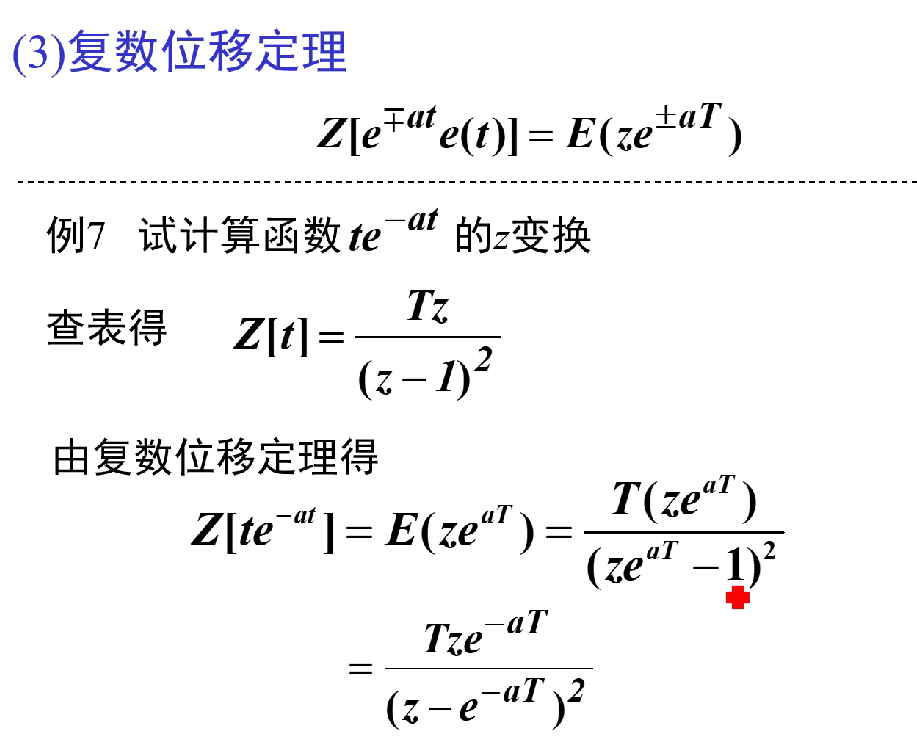 (3)复数位移定理
Z[e^{∓at}e(t)] = E(ze^{±aT})
例7 试计算函数 te^{−at} 的z变换
查表得 Z[t] = \frac{Tz}{(z − 1)^2}
由复数位移定理得
Z[te^{−at}] = E(ze^{aT}) = \frac{T(ze^{aT})}{(ze^{aT} − 1)^2}
= \frac{Tze^{−aT}}{(z − e^{−aT})^2}